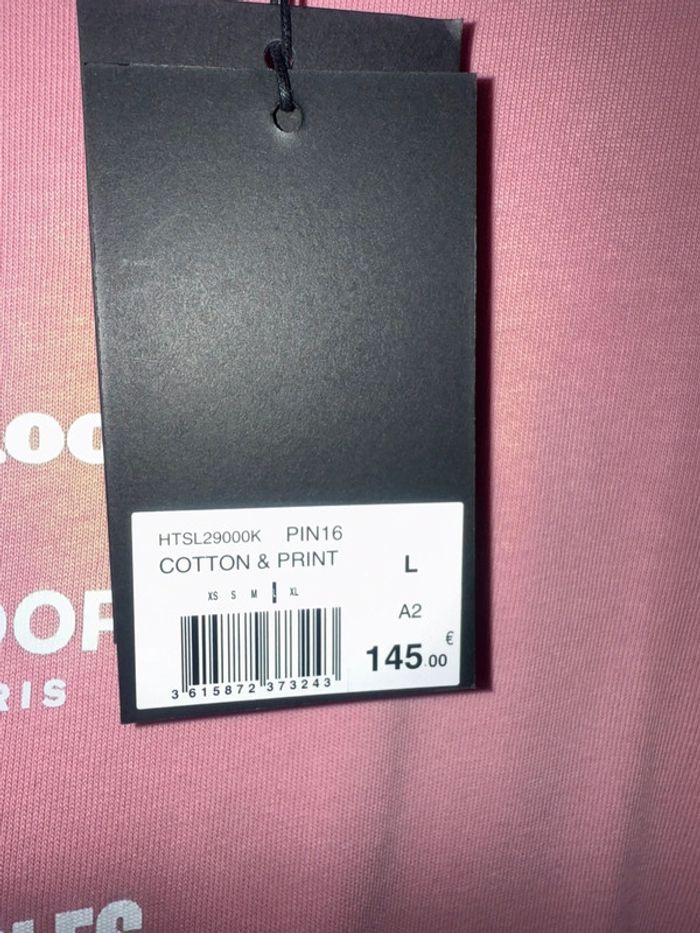 HTSL29000K PIN16
COTTON & PRINT
L
XS S M L XL
A2
€
145.00
3 615872 373243
RIS